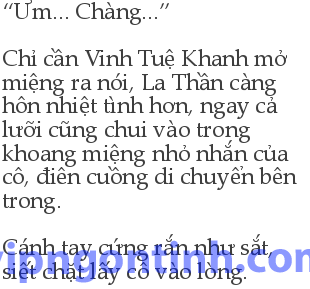 “Ưm... Chàng...”
Chỉ cần Vinh Tuệ Khanh mở
miệng ra nói, La Thần càng
hôn nhiệt tình hơn, ngay cả
lưỡi cũng chui vào trong
khoang miệng nhỏ nhắn của
cô, điên cuồng di chuyển bên
trong.
Cánh tay cứng rắn như sắt,
siết chặt lấy cô vào lòng.
vipngontinh.com